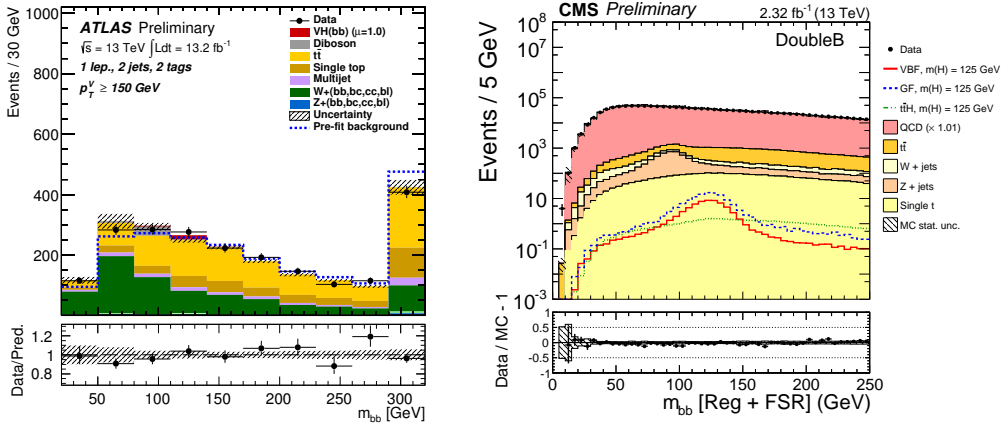 ATLAS Preliminary
√s = 13 TeV ∫Ldt = 13.2 fb⁻¹
1 lep., 2 jets, 2 tags
p_T^V ≥ 150 GeV
Data
VH(bb) (μ=1.0)
Diboson
tt̄
Single top
Multijet
W+(bb,bc,cc,bl)
Z+(bb,bc,cc,bl)
Uncertainty
Pre-fit background
Events / 30 GeV
1000
800
600
400
200
Data/Pred.
1.2
1
0.8
50 100 150 200 250 300
m_bb [GeV]
CMS Preliminary
2.32 fb⁻¹ (13 TeV)
DoubleB
Events / 5 GeV
10⁸
10⁷
10⁵
10³
10
10⁻¹
10⁻³
Data
VBF, m(H) = 125 GeV
GF, m(H) = 125 GeV
tt̄H, m(H) = 125 GeV
QCD (× 1.01)
tt̄
W + jets
Z + jets
Single t
MC stat. unc.
Data / MC -1
0.5
0
-0.5
0 50 100 150 200 250
m_bb [Reg + FSR] (GeV)